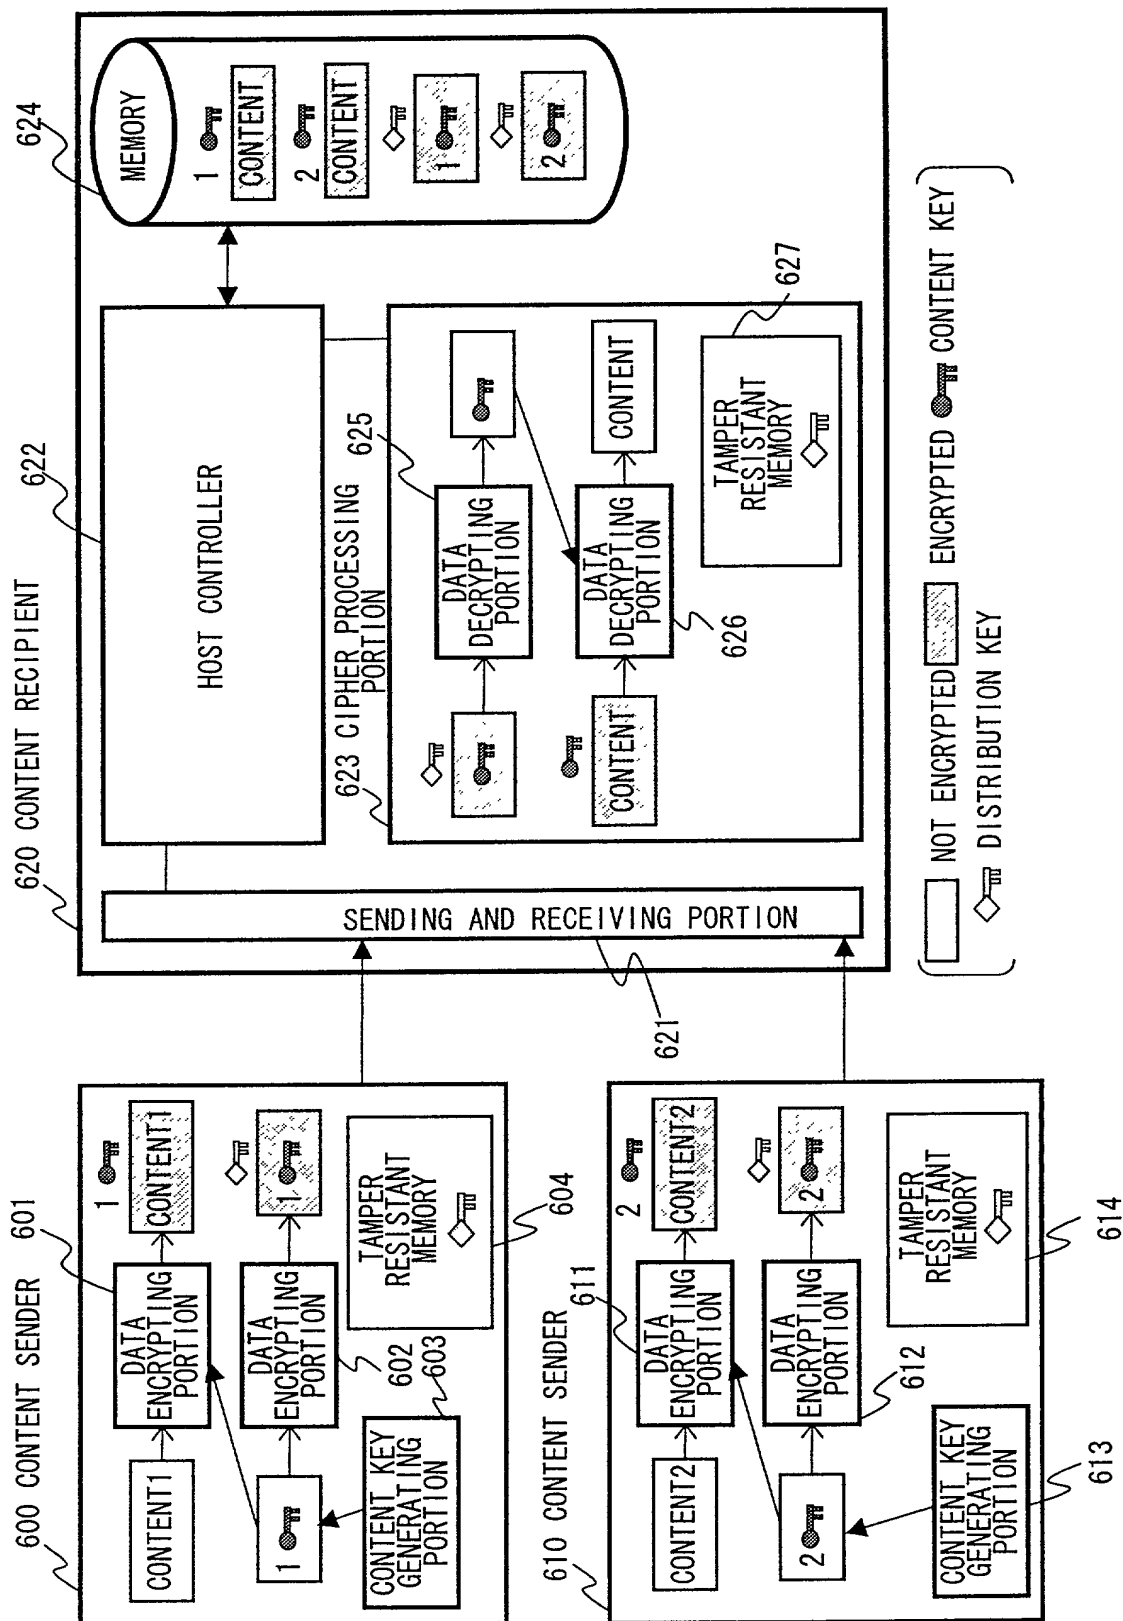 600 CONTENT SENDER
601
CONTENT1
DATA
ENCRYPTING
PORTION
1
CONTENT1
1
DATA
ENCRYPTING
PORTION
602
1
CONTENT KEY
GENERATING
PORTION
603
TAMPER
RESISTANT
MEMORY
604
610 CONTENT SENDER
611
CONTENT2
DATA
ENCRYPTING
PORTION
2
CONTENT2
2
DATA
ENCRYPTING
PORTION
612
2
CONTENT KEY
GENERATING
PORTION
613
TAMPER
RESISTANT
MEMORY
614
620 CONTENT RECIPIENT
SENDING AND RECEIVING PORTION
621
622
HOST CONTROLLER
623 CIPHER PROCESSING
PORTION
625
DATA
DECRYPTING
PORTION
CONTENT
DATA
DECRYPTING
PORTION
626
CONTENT
TAMPER
RESISTANT
MEMORY
627
624
MEMORY
1
CONTENT
2
CONTENT
1
2
NOT ENCRYPTED
ENCRYPTED
CONTENT KEY
DISTRIBUTION KEY